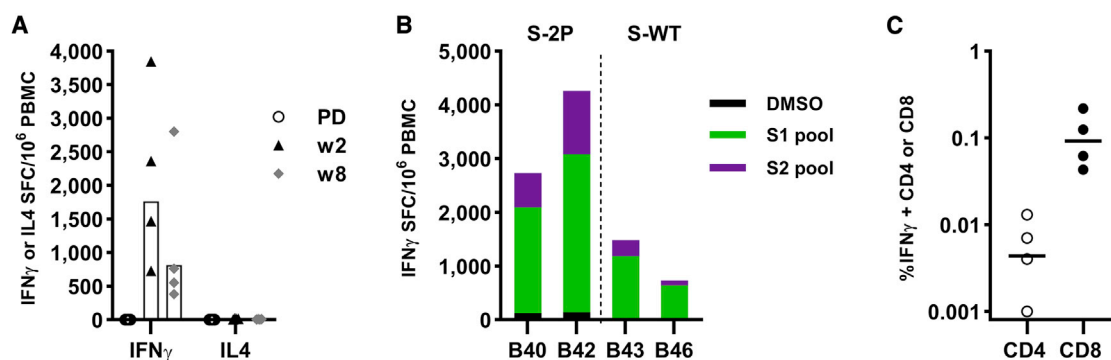 A
IFNγ or IL4 SFC/10⁶ PBMC
4,000
3,500
3,000
2,500
2,000
1,500
1,000
500
0
IFNγ
IL4
PD
w2
w8
B
S-2P
S-WT
IFNγ SFC/10⁶ PBMC
5,000
4,000
3,000
2,000
1,000
0
B40
B42
B43
B46
DMSO
S1 pool
S2 pool
C
%IFNγ + CD4 or CD8
1
0.1
0.01
0.001
CD4
CD8